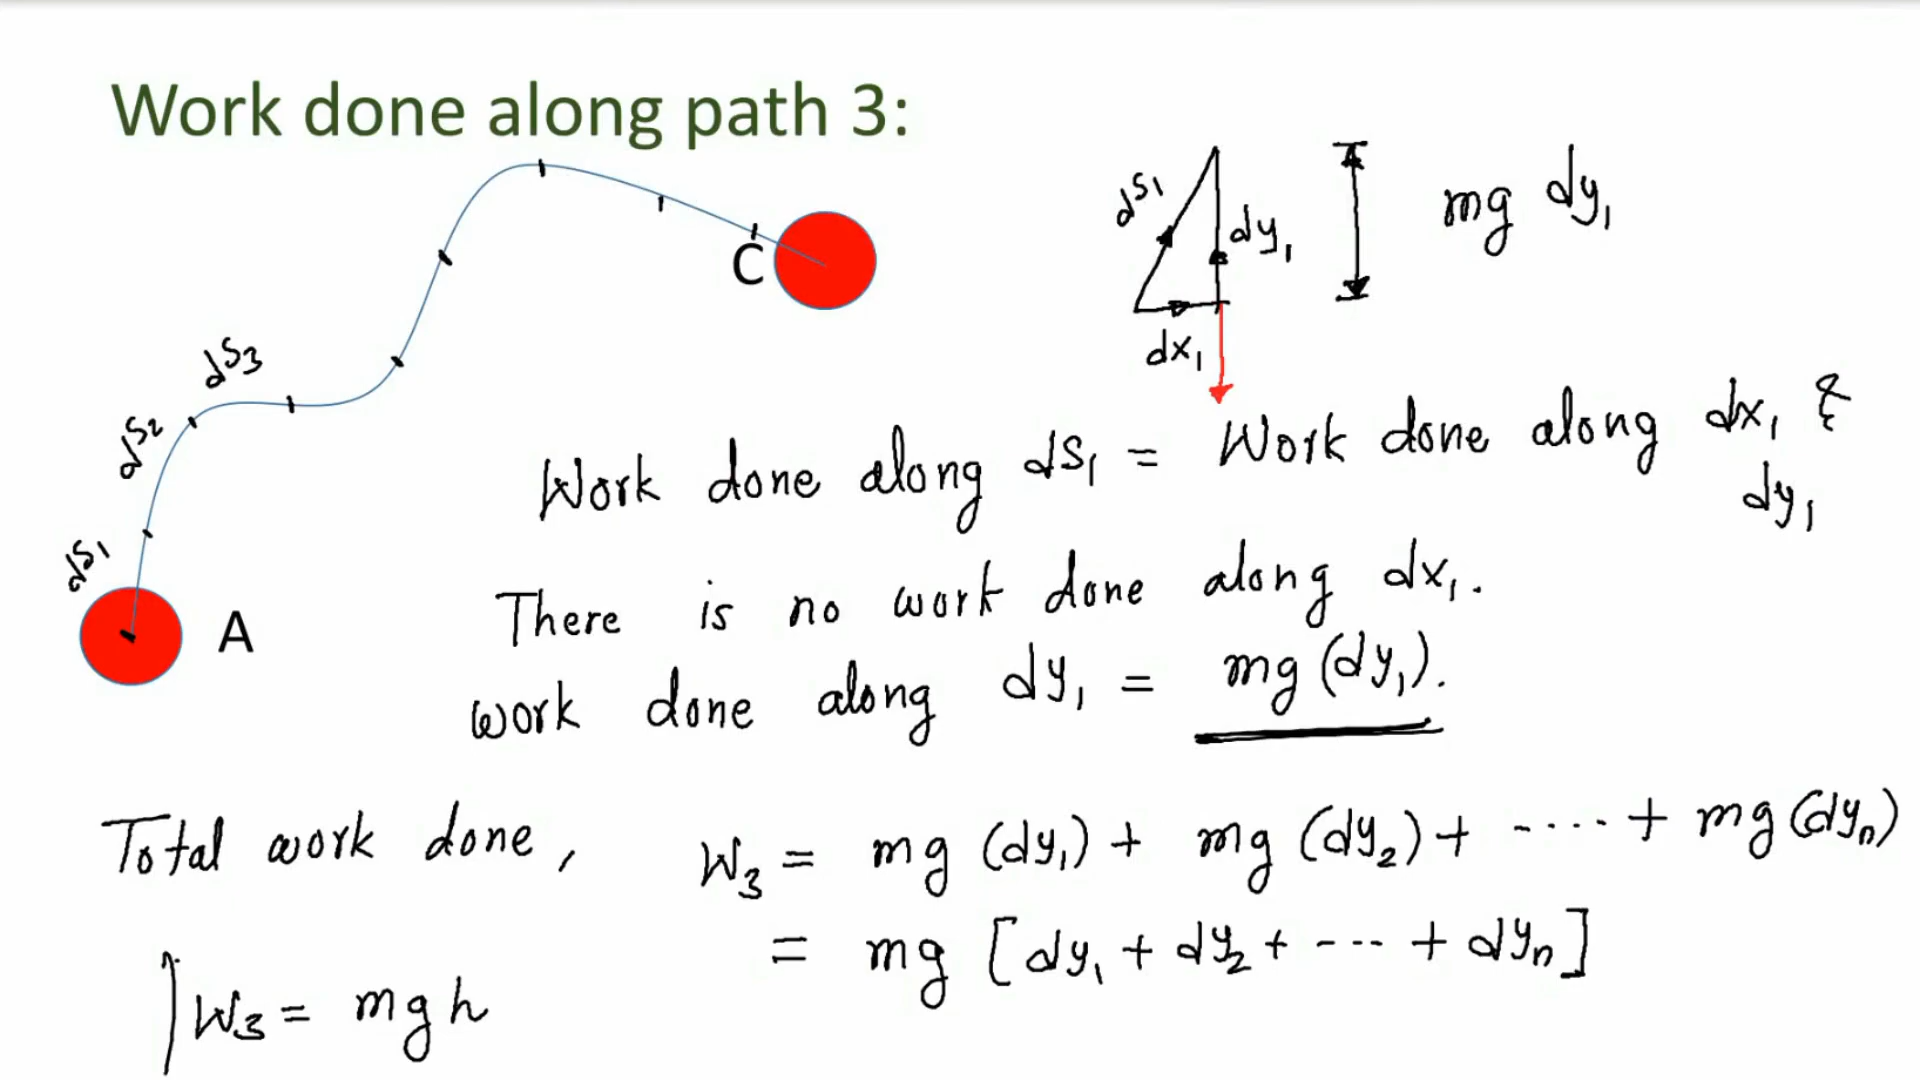 Work done along path 3:
dS1
dy1
mg dy1
dx1
C
dS3
dS2
dS1
A
Work done along dS1 = Work done along dx1 &
dy1
There is no work done along dx1.
work done along dy1 = mg (dy1).
Total work done, W3 = mg (dy1) + mg (dy2) + ----- + mg (dyn)
= mg [dy1 + dy2 + --- + dyn]
W3 = mgh